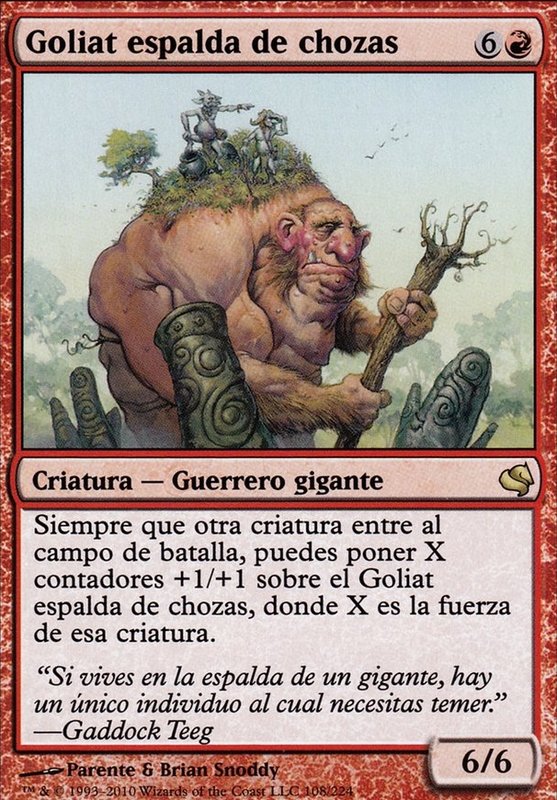 Goliat espalda de chozas 6
Criatura — Guerrero gigante
Siempre que otra criatura entre al
campo de batalla, puedes poner X
contadores +1/+1 sobre el Goliat
espalda de chozas, donde X es la fuerza
de esa criatura.
“Si vives en la espalda de un gigante, hay
un único individuo al cual necesitas temer.”
—Gaddock Teeg
6/6
Parente & Brian Snoddy
™ & © 1993–2010 Wizards of the Coast LLC 108/224